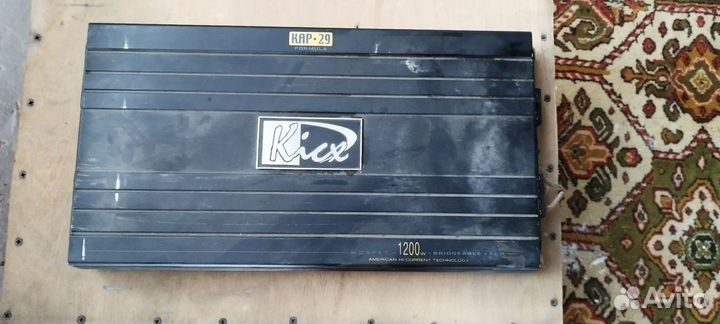 KAP·29
FORMULA
Kicx
MOSFET · 1200w · BRIDGEABLE
AMERICAN HI-CURRENT TECHNOLOGY
Avito